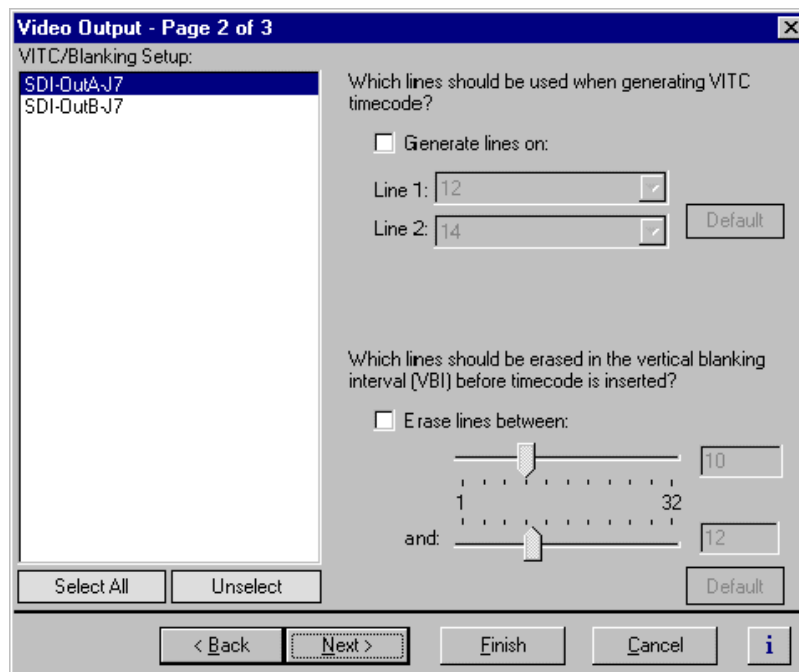 Video Output - Page 2 of 3
VITC/Blanking Setup:
SDI-OutA-J7
SDI-OutB-J7
Select All
Unselect
Which lines should be used when generating VITC
timecode?
Generate lines on:
Line 1: 12
Line 2: 14
Default
Which lines should be erased in the vertical blanking
interval (VBI) before timecode is inserted?
Erase lines between:
10
1
32
and:
12
Default
< Back
Next >
Finish
Cancel
i